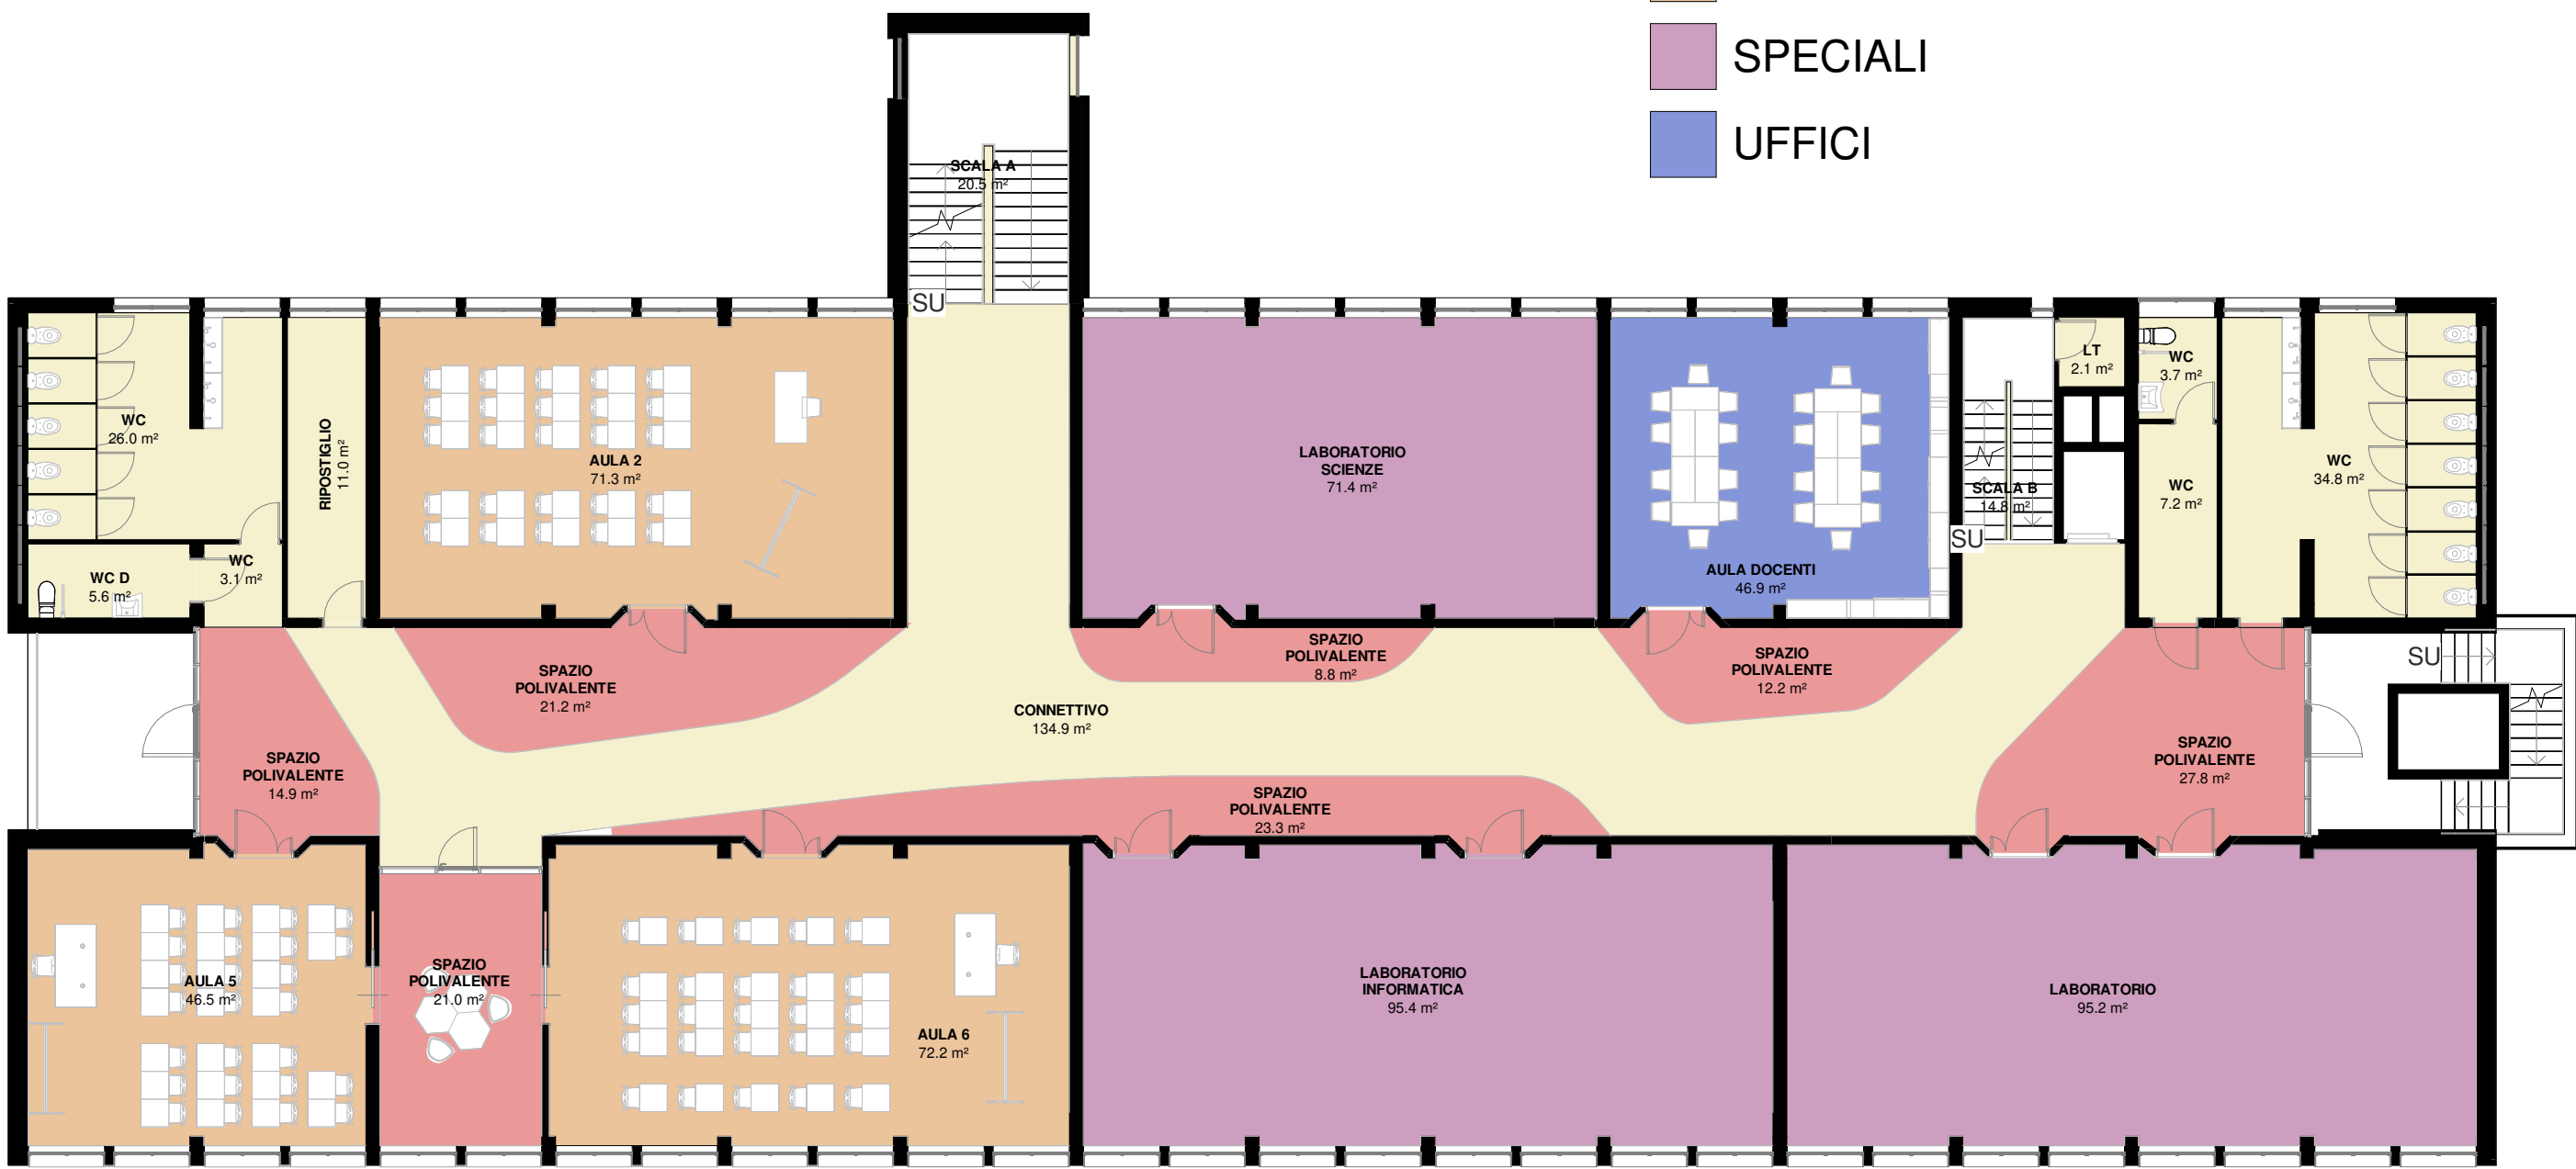 SPECIALI
UFFICI
SCALA A
20.5 m²
SU
WC
26.0 m²
RIPOSTIGLIO
11.0 m²
AULA 2
71.3 m²
LABORATORIO
SCIENZE
71.4 m²
AULA DOCENTI
46.9 m²
SCALA B
14.8 m²
SU
LT
2.1 m²
WC
3.7 m²
WC
7.2 m²
WC
34.8 m²
WC D
5.6 m²
WC
3.1 m²
SPAZIO
POLIVALENTE
21.2 m²
SPAZIO
POLIVALENTE
8.8 m²
SPAZIO
POLIVALENTE
12.2 m²
SU
CONNETTIVO
134.9 m²
SPAZIO
POLIVALENTE
14.9 m²
SPAZIO
POLIVALENTE
23.3 m²
SPAZIO
POLIVALENTE
27.8 m²
AULA 5
46.5 m²
SPAZIO
POLIVALENTE
21.0 m²
AULA 6
72.2 m²
LABORATORIO
INFORMATICA
95.4 m²
LABORATORIO
95.2 m²